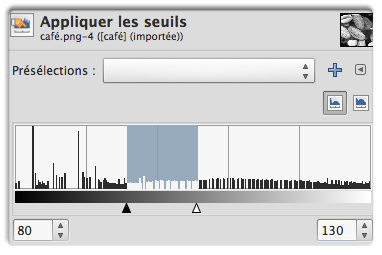 Appliquer les seuils
café.png-4 ([café] (importée))
Présélections :
80
130